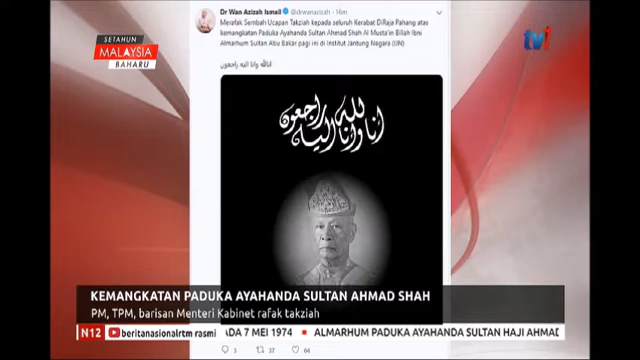 Dr Wan Azizah Ismail @drwanazizah · 14m
Merafak Sembah Ucapan Takziah kepada seluruh Kerabat DiRaja Pahang atas
kemangkatan Paduka Ayahanda Sultan Ahmad Shah Al Musta'in Billah Ibni
Almarhum Sultan Abu Bakar pagi ini di Institut Jantung Negara (IJN)
انالله وانا اليه راجعون
SETAHUN
MALAYSIA
BAHARU
tv1
انا لله وانا اليه راجعون
KEMANGKATAN PADUKA AYAHANDA SULTAN AHMAD SHAH
PM, TPM, barisan Menteri Kabinet rafak takziah
N12 beritanasionalrtm rasmi ADA 7 MEI 1974 ALMARHUM PADUKA AYAHANDA SULTAN HAJI AHMAD
3 37 64